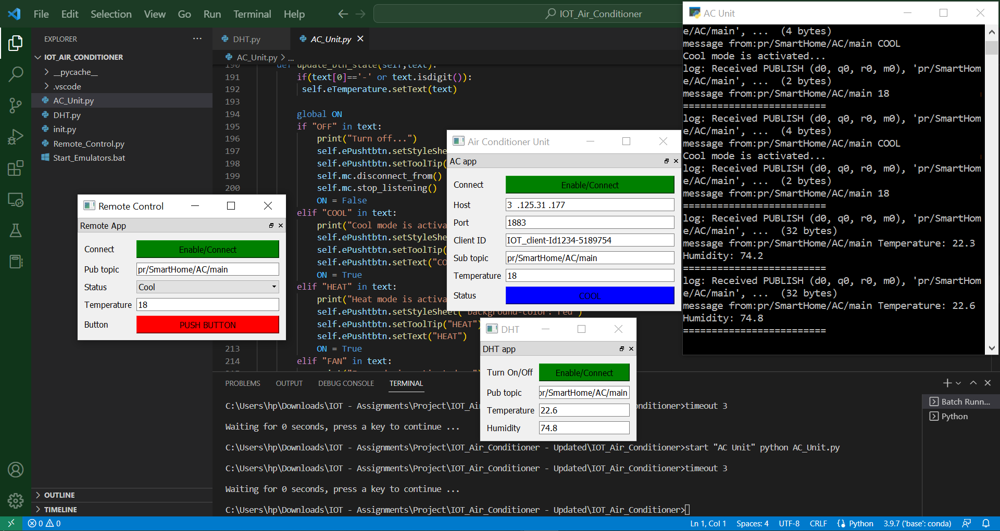 File Edit Selection View Go Run Terminal Help
IOT_Air_Conditioner
EXPLORER
IOT_AIR_CONDITIONER
__pycache__
.vscode
AC_Unit.py
DHT.py
init.py
Remote_Control.py
Start_Emulators.bat
OUTLINE
TIMELINE
DHT.py
AC_Unit.py
AC_Unit.py > ...
190 def update_btn_state(self,text):
191 if(text[0]=='-' or text.isdigit()):
192 self.eTemperature.setText(text)
193
194 global ON
195 if "OFF" in text:
196 print("Turn off...")
197 self.ePushtbtn.setStyleShe
198 self.ePushtbtn.setToolTip(
199 self.mc.disconnect_from()
200 self.mc.stop_listening()
ON = False
elif "COOL" in text:
print("Cool mode is activa
self.ePushtbtn.setStyleShe
self.ePushtbtn.setToolTip(
self.ePushtbtn.setText("CO
ON = True
elif "HEAT" in text:
print("Heat mode is activa
self.ePushtbtn.setStyleSheet("background-color: red")
self.ePushtbtn.setToolTip("HEAT")
self.ePushtbtn.setText("HEAT")
213 ON = True
214 elif "FAN" in text:
Remote Control
Remote App
Connect Enable/Connect
Pub topic pr/SmartHome/AC/main
Status Cool
Temperature 18
Button PUSH BUTTON
Air Conditioner Unit
AC app
Connect Enable/Connect
Host 3 .125.31 .177
Port 1883
Client ID IOT_client-Id1234-5189754
Sub topic pr/SmartHome/AC/main
Temperature 18
Status COOL
DHT
DHT app
Turn On/Off Enable/Connect
Pub topic pr/SmartHome/AC/main
Temperature 22.6
Humidity 74.8
AC Unit
e/AC/main', ... (4 bytes)
message from:pr/SmartHome/AC/main COOL
Cool mode is activated...
log: Received PUBLISH (d0, q0, r0, m0), 'pr/SmartHom
e/AC/main', ... (2 bytes)
message from:pr/SmartHome/AC/main 18
=========================
log: Received PUBLISH (d0, q0, r0, m0), 'pr/SmartHom
e/AC/main', ... (4 bytes)
message from:pr/SmartHome/AC/main COOL
Cool mode is activated...
log: Received PUBLISH (d0, q0, r0, m0), 'pr/SmartHom
e/AC/main', ... (2 bytes)
message from:pr/SmartHome/AC/main 18
=========================
log: Received PUBLISH (d0, q0, r0, m0), 'pr/SmartHom
e/AC/main', ... (32 bytes)
message from:pr/SmartHome/AC/main Temperature: 22.3
Humidity: 74.2
=========================
log: Received PUBLISH (d0, q0, r0, m0), 'pr/SmartHom
e/AC/main', ... (32 bytes)
message from:pr/SmartHome/AC/main Temperature: 22.6
Humidity: 74.8
=========================
PROBLEMS OUTPUT DEBUG CONSOLE TERMINAL
C:\Users\hp\Downloads\IOT - Assignments\Project\IOT_Ai onditioner>timeout 3
Waiting for 0 seconds, press a key to continue ...
C:\Users\hp\Downloads\IOT - Assignments\Project\IOT_Air_Conditioner - Updated\IOT_Air_Conditioner>start "AC Unit" python AC_Unit.py
C:\Users\hp\Downloads\IOT - Assignments\Project\IOT_Air_Conditioner - Updated\IOT_Air_Conditioner>timeout 3
Waiting for 0 seconds, press a key to continue ...
C:\Users\hp\Downloads\IOT - Assignments\Project\IOT_Air_Conditioner - Updated\IOT_Air_Conditioner>
Batch Runn...
Python
0 0
Ln 1, Col 1 Spaces: 4 UTF-8 CRLF Python 3.9.7 ('base': conda)